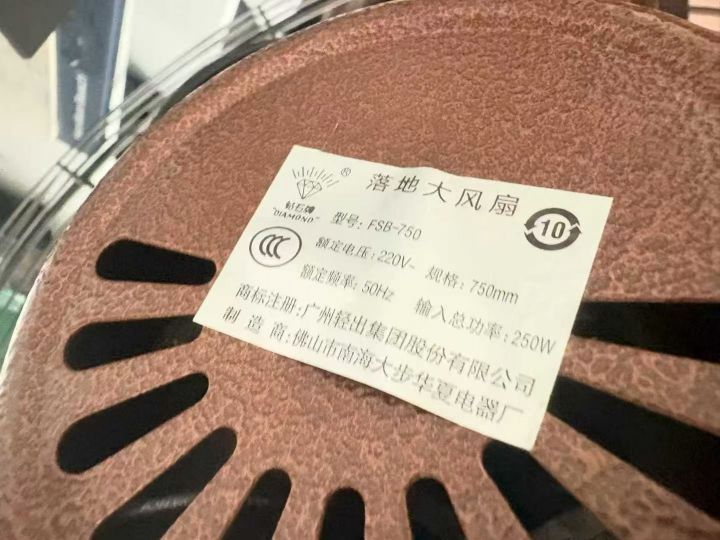 落地大风扇
®
钻石牌
"DIAMOND"
型号: FSB-750
10
CCC
额定电压: 220V~ 规格: 750mm
额定频率: 50Hz 输入总功率: 250W
商标注册: 广州轻出集团股份有限公司
制 造 商: 佛山市南海大步华夏电器厂